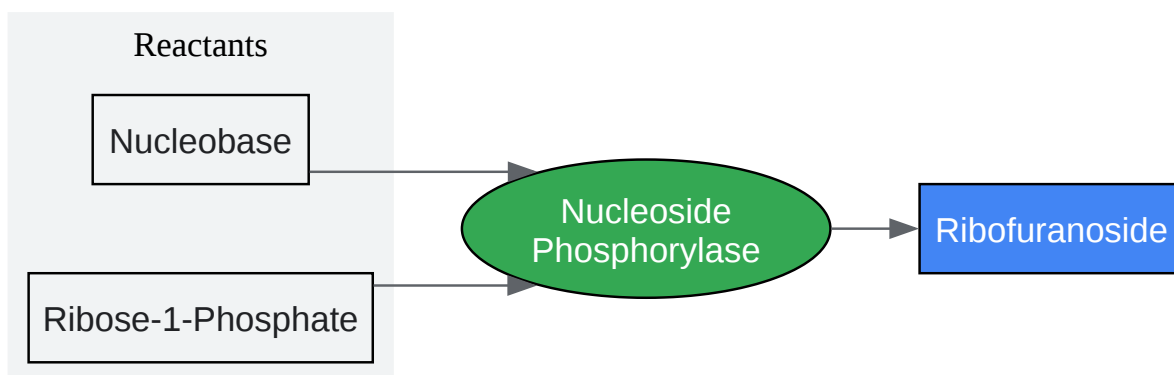 Reactants
Nucleobase
Nucleoside
Phosphorylase
Ribofuranoside
Ribose-1-Phosphate